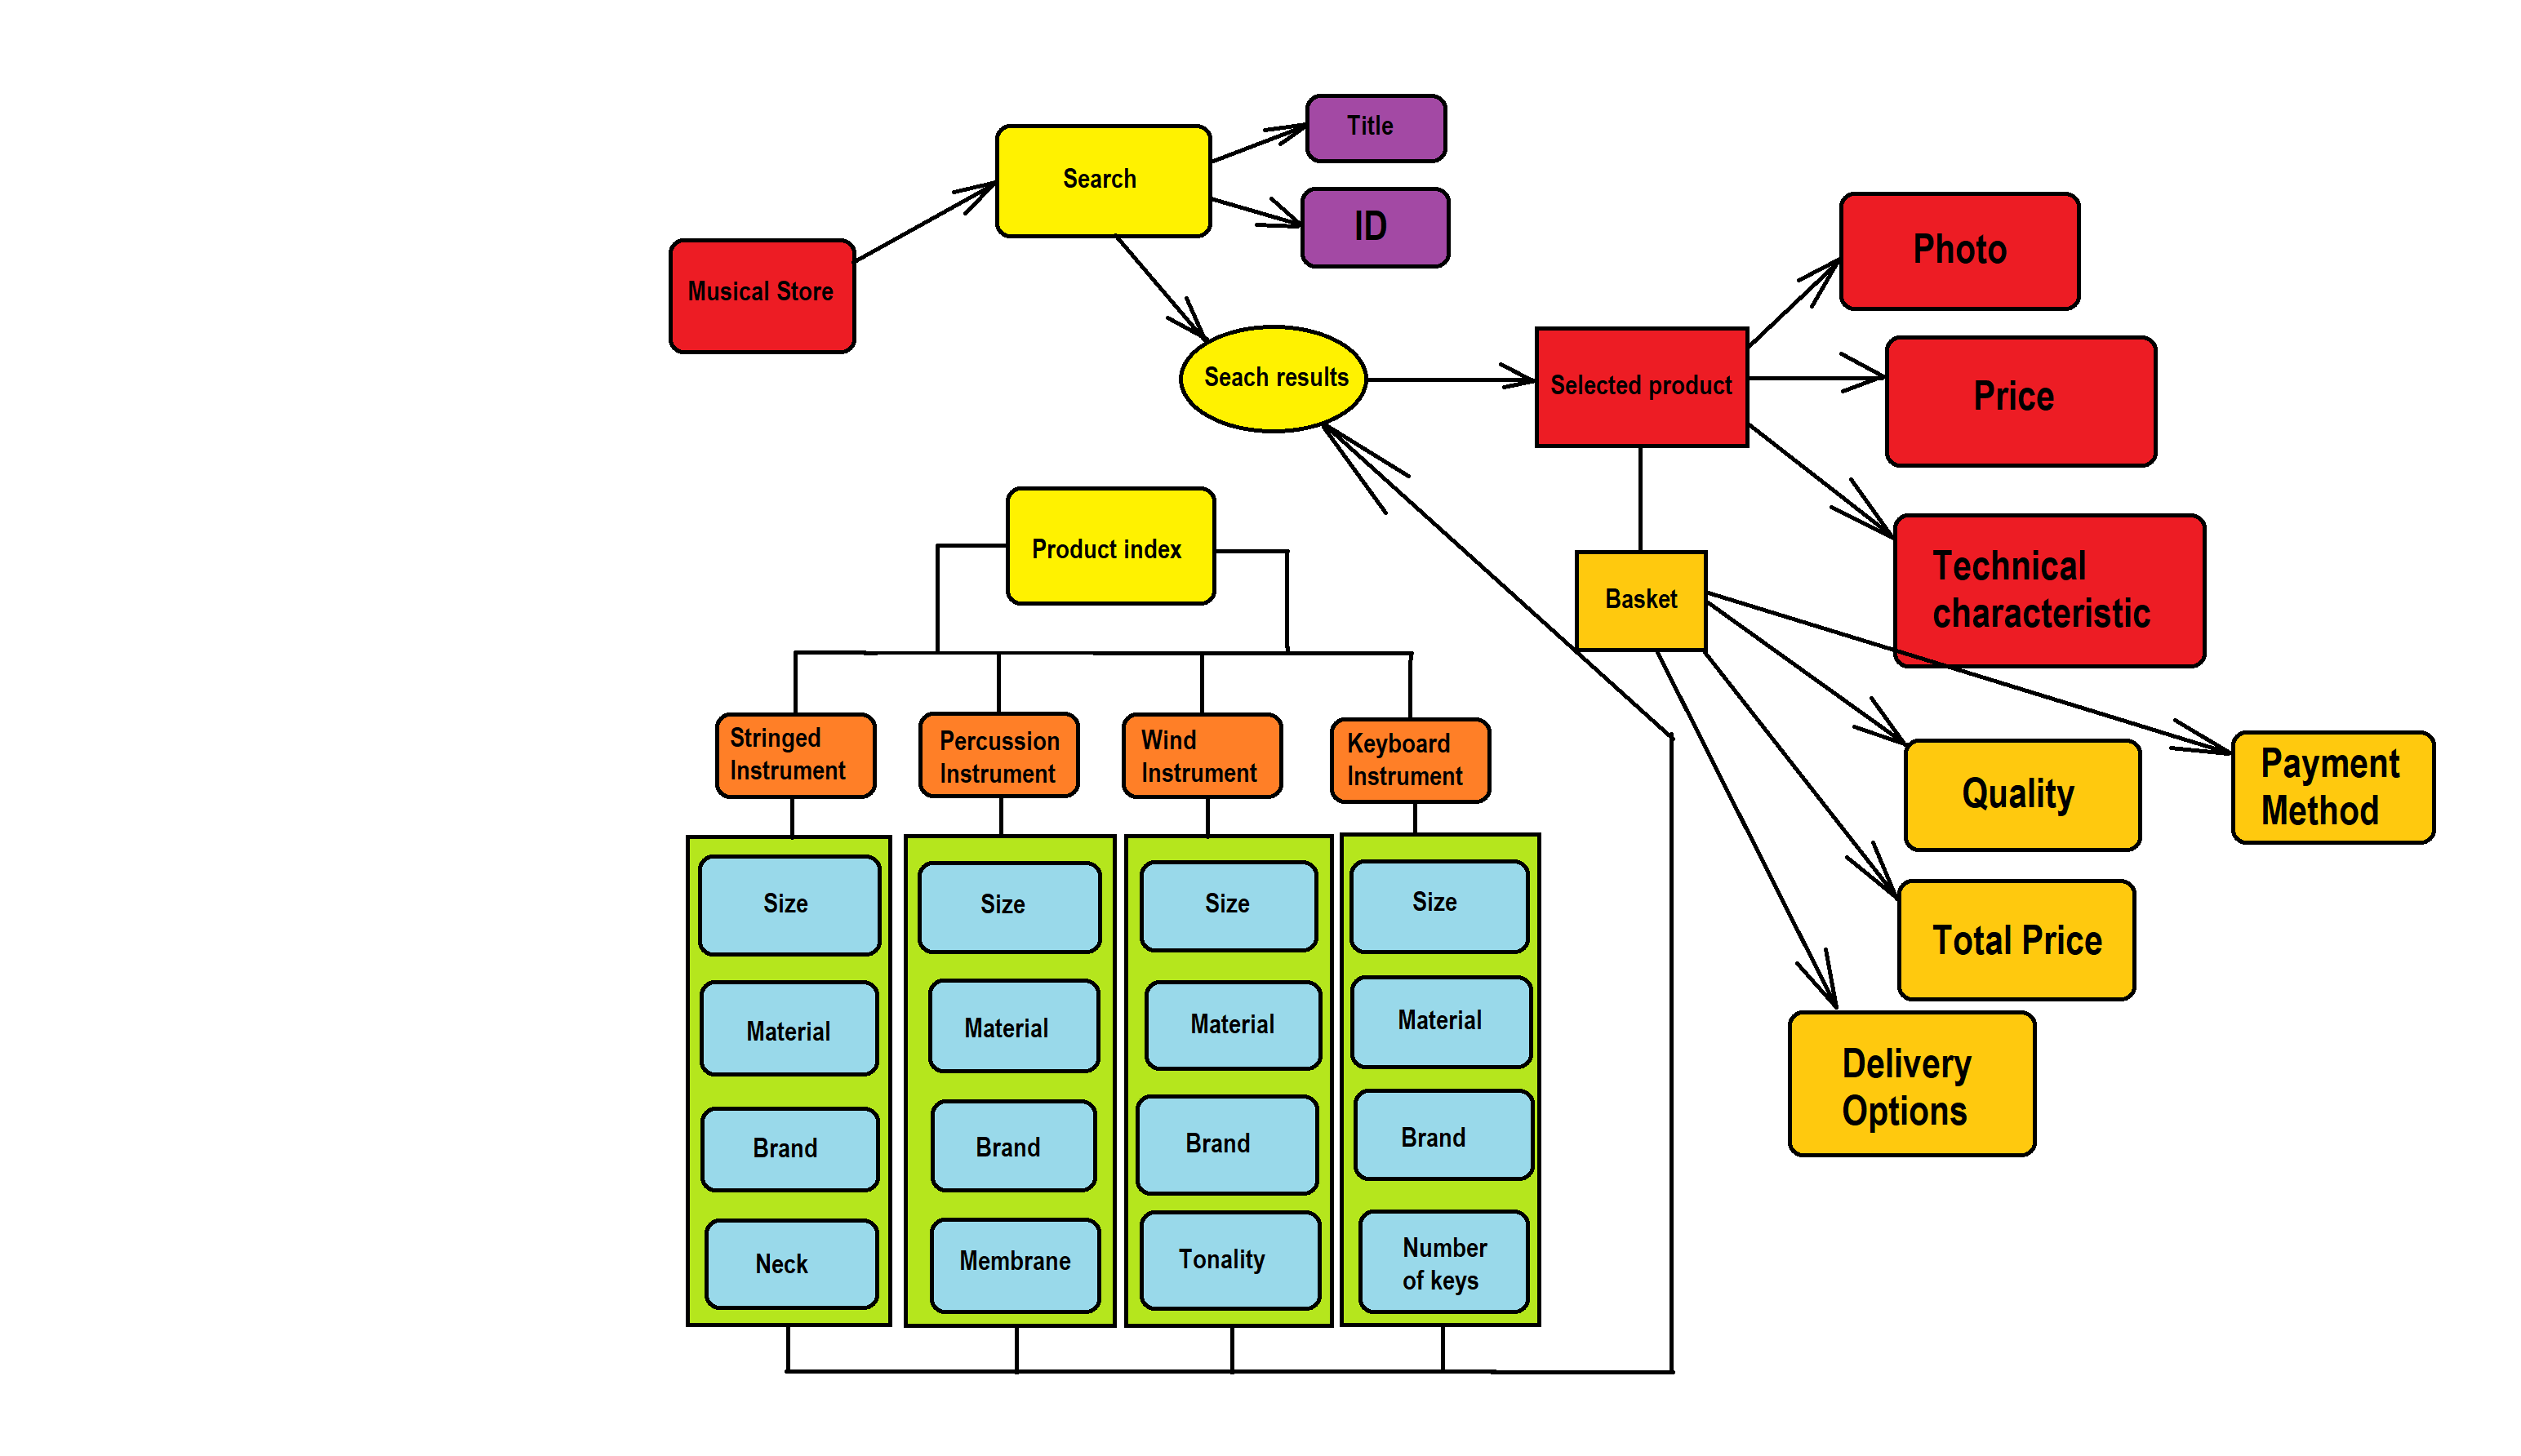 Title
Search
ID
Musical Store
Photo
Seach results
Selected product
Price
Product index
Basket
Technical
characteristic
Stringed
Instrument
Percussion
Instrument
Wind
Instrument
Keyboard
Instrument
Quality
Payment
Method
Size
Size
Size
Size
Total Price
Material
Material
Material
Material
Delivery
Options
Brand
Brand
Brand
Brand
Neck
Membrane
Tonality
Number
of keys